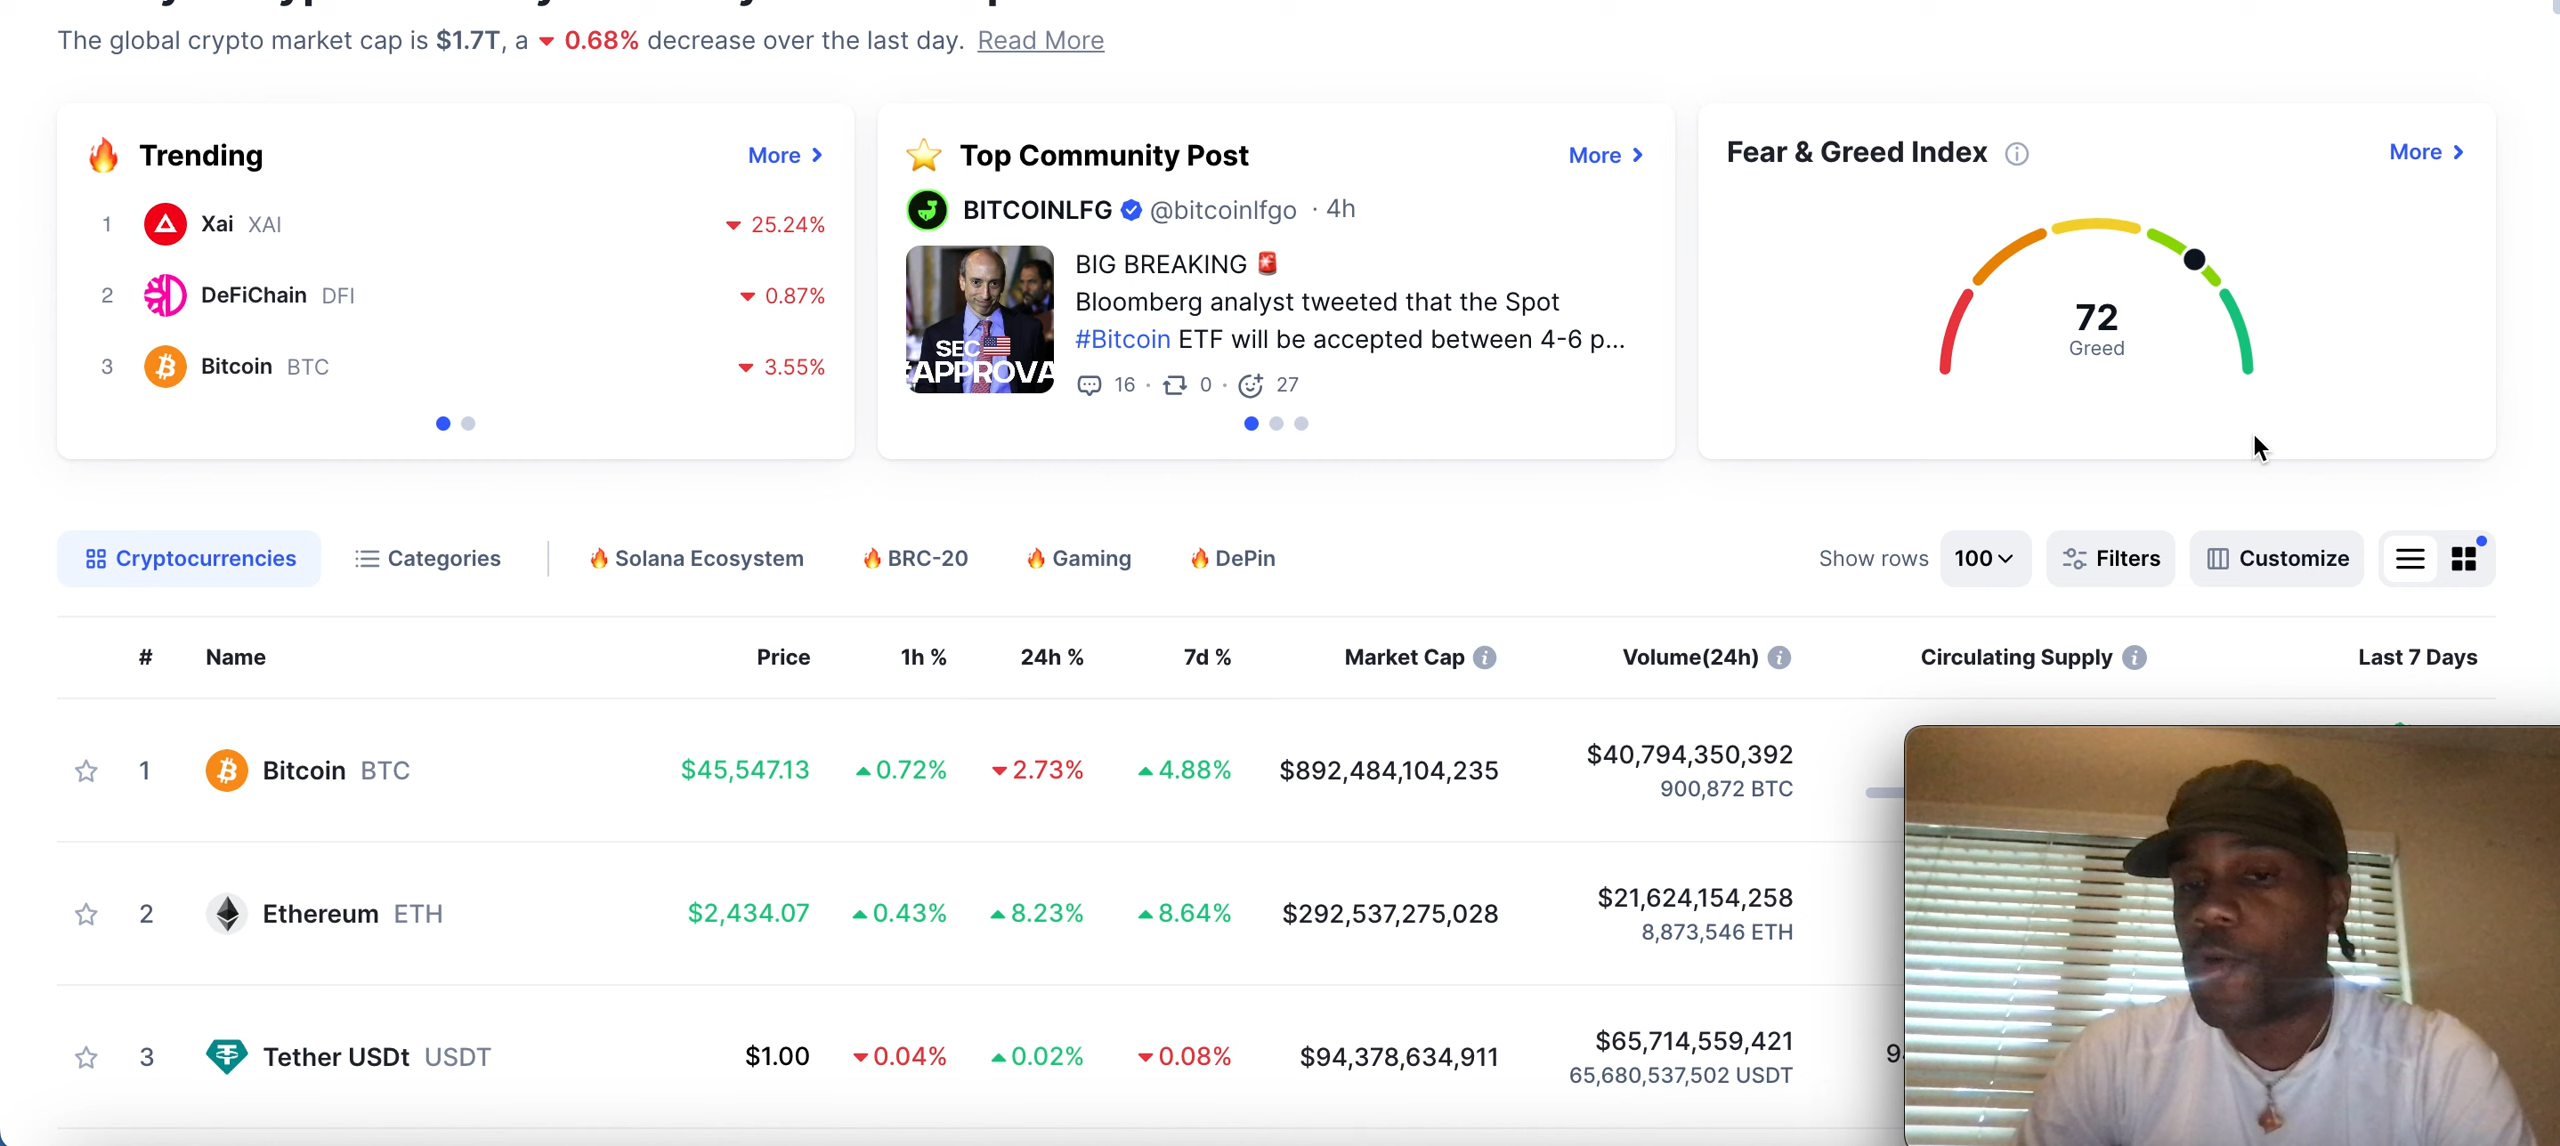 The global crypto market cap is $1.7T, a 0.68% decrease over the last day. Read More
Trending
More
1 Xai XAI 25.24%
2 DeFiChain DFI 0.87%
3 Bitcoin BTC 3.55%
Top Community Post
More
BITCOINLFG @bitcoinlfgo · 4h
BIG BREAKING
Bloomberg analyst tweeted that the Spot
#Bitcoin ETF will be accepted between 4-6 p...
SEC
APPROVA
16 · 0 · 27
Fear & Greed Index
More
72
Greed
Cryptocurrencies Categories Solana Ecosystem BRC-20 Gaming DePin Show rows 100 Filters Customize
# Name Price 1h % 24h % 7d % Market Cap Volume(24h) Circulating Supply Last 7 Days
1 Bitcoin BTC $45,547.13 0.72% 2.73% 4.88% $892,484,104,235 $40,794,350,392
900,872 BTC
2 Ethereum ETH $2,434.07 0.43% 8.23% 8.64% $292,537,275,028 $21,624,154,258
8,873,546 ETH
3 Tether USDt USDT $1.00 0.04% 0.02% 0.08% $94,378,634,911 $65,714,559,421
65,680,537,502 USDT